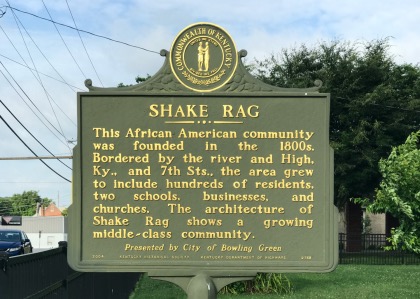 COMMONWEALTH OF KENTUCKY
SHAKE RAG
This African American community
was founded in the 1800s.
Bordered by the river and High,
Ky., and 7th Sts., the area grew
to include hundreds of residents,
two schools, businesses, and
churches. The architecture of
Shake Rag shows a growing
middle-class community.
Presented by City of Bowling Green
KENTUCKY HISTORICAL SOCIETY KENTUCKY DEPARTMENT OF HIGHWAYS